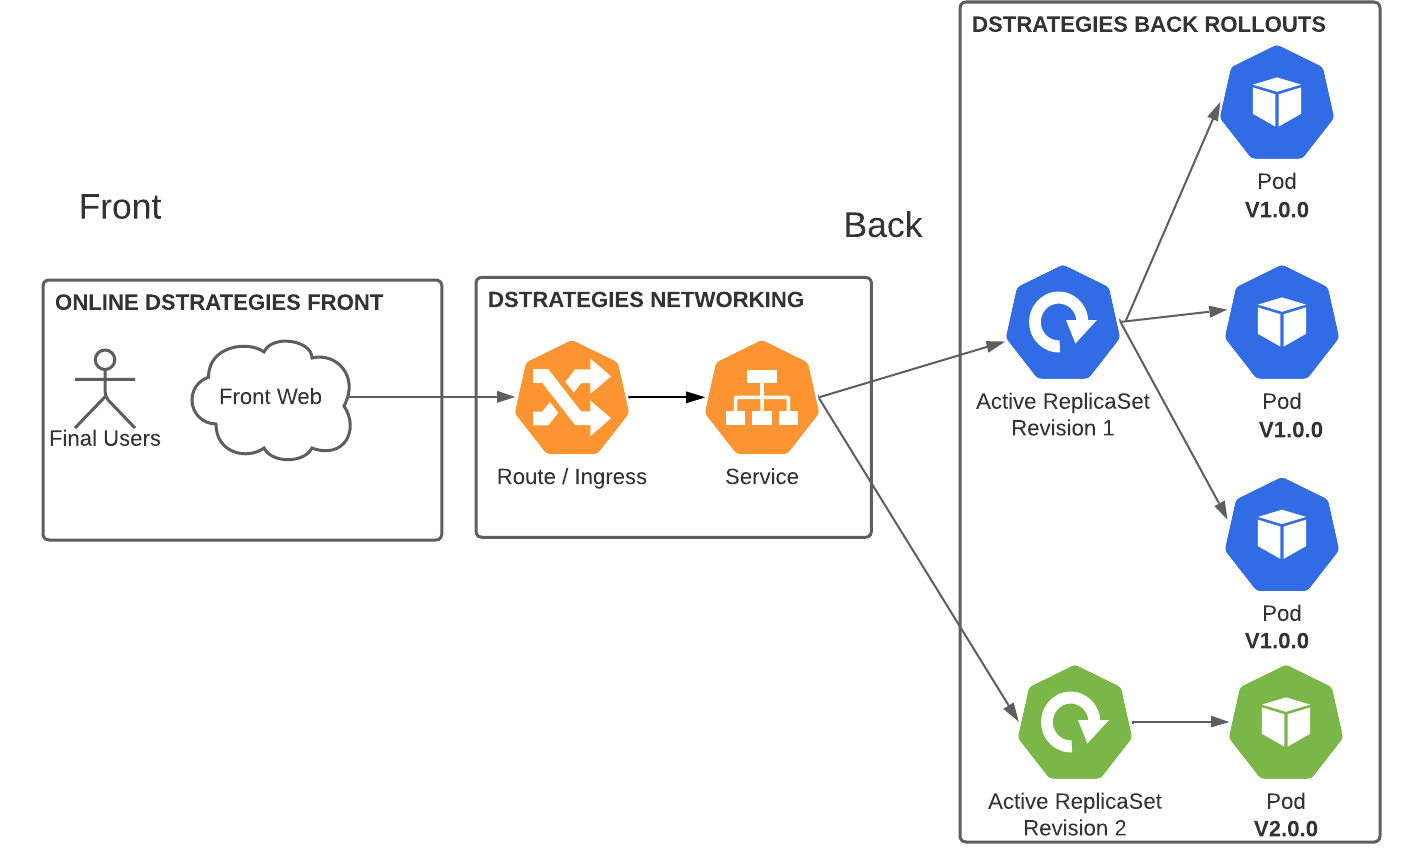 Front
ONLINE DSTRATEGIES FRONT
Final Users
Front Web
DSTRATEGIES NETWORKING
Route / Ingress
Service
Back
DSTRATEGIES BACK ROLLOUTS
Pod
V1.0.0
Active ReplicaSet
Revision 1
Pod
V1.0.0
Pod
V1.0.0
Active ReplicaSet
Revision 2
Pod
V2.0.0